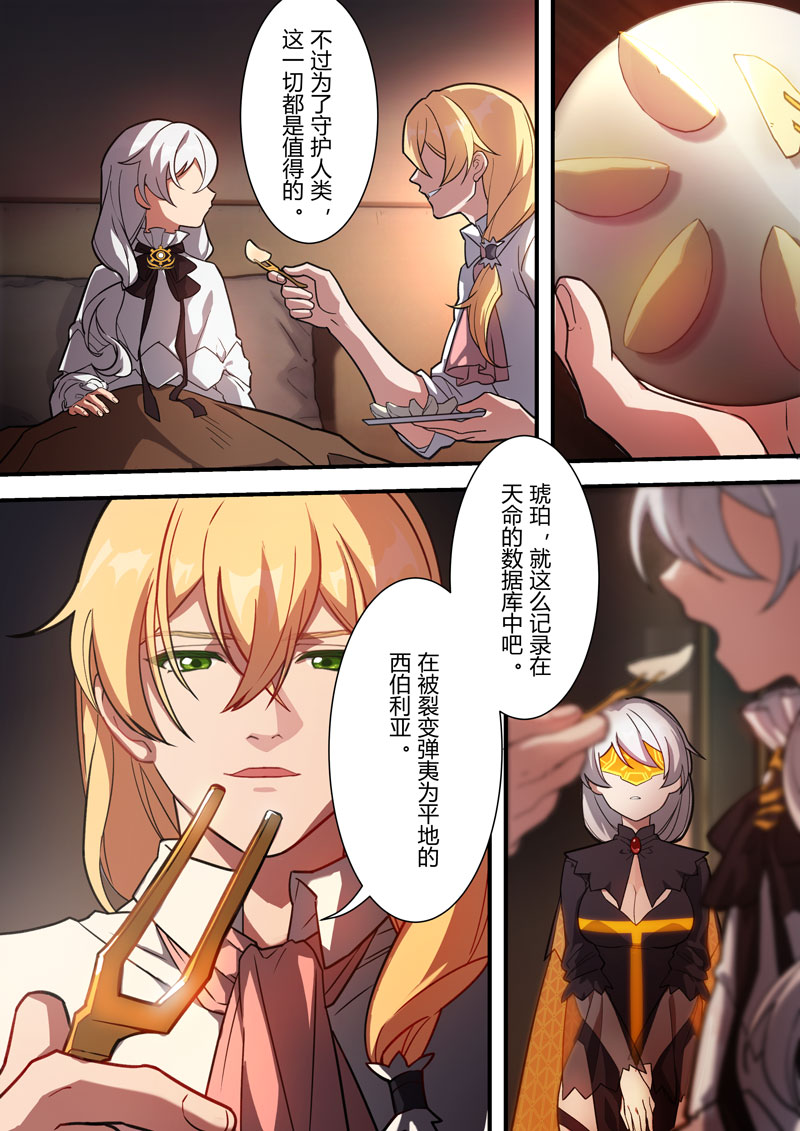 不过为了守护人类，
这一切都是值得的。
琥珀，就这么记录在
天命的数据库中吧。
在被裂变弹夷为平地的
西伯利亚。